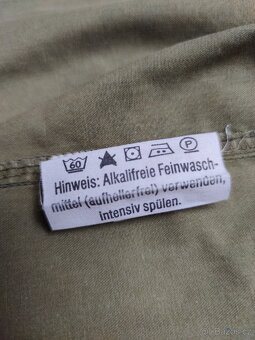 60 P
Hinweis: Alkalifreie Feinwasch-
mittel (aufhellerfrei) verwenden,
intensiv spülen.